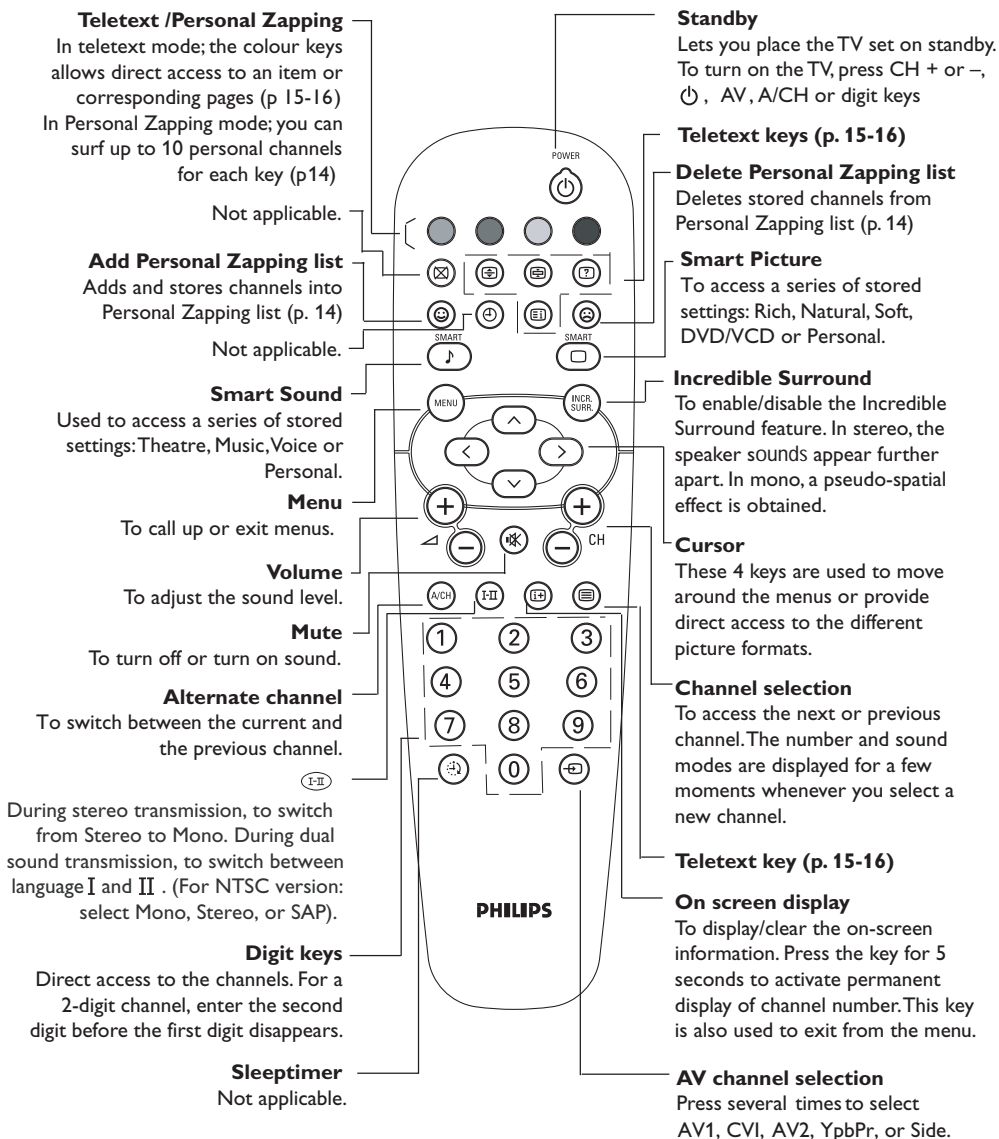 Teletext /Personal Zapping
In teletext mode; the colour keys
allows direct access to an item or
corresponding pages (p 15-16)
In Personal Zapping mode; you can
surf up to 10 personal channels
for each key (p14)
Not applicable.
Add Personal Zapping list
Adds and stores channels into
Personal Zapping list (p. 14)
Not applicable.
Smart Sound
Used to access a series of stored
settings: Theatre, Music, Voice or
Personal.
Menu
To call up or exit menus.
Volume
To adjust the sound level.
Mute
To turn off or turn on sound.
Alternate channel
To switch between the current and
the previous channel.
I-II
During stereo transmission, to switch
from Stereo to Mono. During dual
sound transmission, to switch between
language I and II . (For NTSC version:
select Mono, Stereo, or SAP).
Digit keys
Direct access to the channels. For a
2-digit channel, enter the second
digit before the first digit disappears.
Sleeptimer
Not applicable.
POWER
?
SMART
SMART
MENU
INCR.
SURR.
+
+
−
−
CH
A/CH
I-II
i+
1
2
3
4
5
6
7
8
9
0
PHILIPS
Standby
Lets you place the TV set on standby.
To turn on the TV, press CH + or –,
, AV , A/CH or digit keys
Teletext keys (p. 15-16)
Delete Personal Zapping list
Deletes stored channels from
Personal Zapping list (p. 14)
Smart Picture
To access a series of stored
settings: Rich, Natural, Soft,
DVD/VCD or Personal.
Incredible Surround
To enable/disable the Incredible
Surround feature. In stereo, the
speaker sounds appear further
apart. In mono, a pseudo-spatial
effect is obtained.
Cursor
These 4 keys are used to move
around the menus or provide
direct access to the different
picture formats.
Channel selection
To access the next or previous
channel. The number and sound
modes are displayed for a few
moments whenever you select a
new channel.
Teletext key (p. 15-16)
On screen display
To display/clear the on-screen
information. Press the key for 5
seconds to activate permanent
display of channel number. This key
is also used to exit from the menu.
AV channel selection
Press several times to select
AV1, CVI, AV2, YpbPr, or Side.